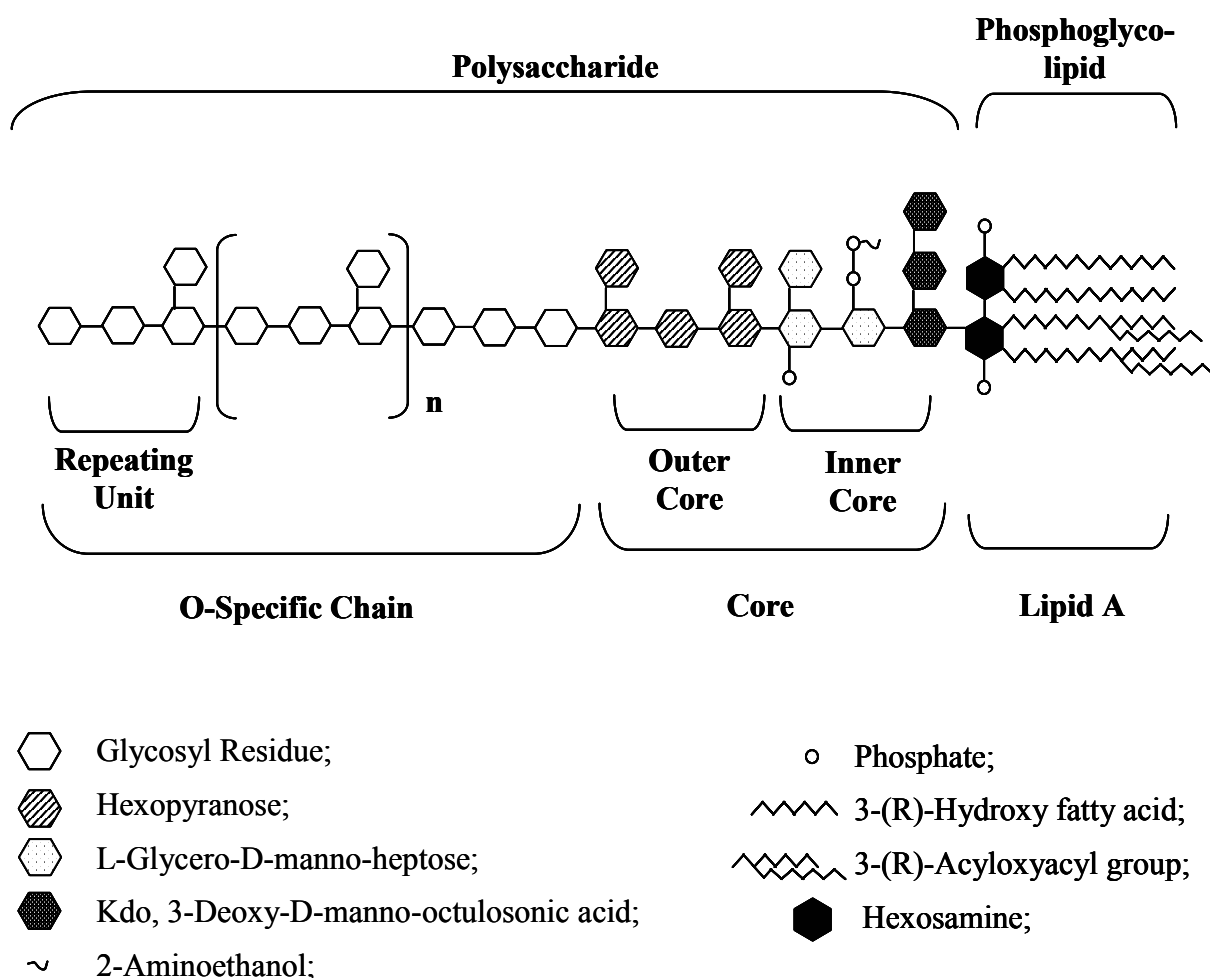 Phosphoglyco-
lipid
Polysaccharide
n
Repeating
Unit
Outer
Core
Inner
Core
O-Specific Chain
Core
Lipid A
Glycosyl Residue;
Hexopyranose;
L-Glycero-D-manno-heptose;
Kdo, 3-Deoxy-D-manno-octulosonic acid;
2-Aminoethanol;
Phosphate;
3-(R)-Hydroxy fatty acid;
3-(R)-Acyloxyacyl group;
Hexosamine;